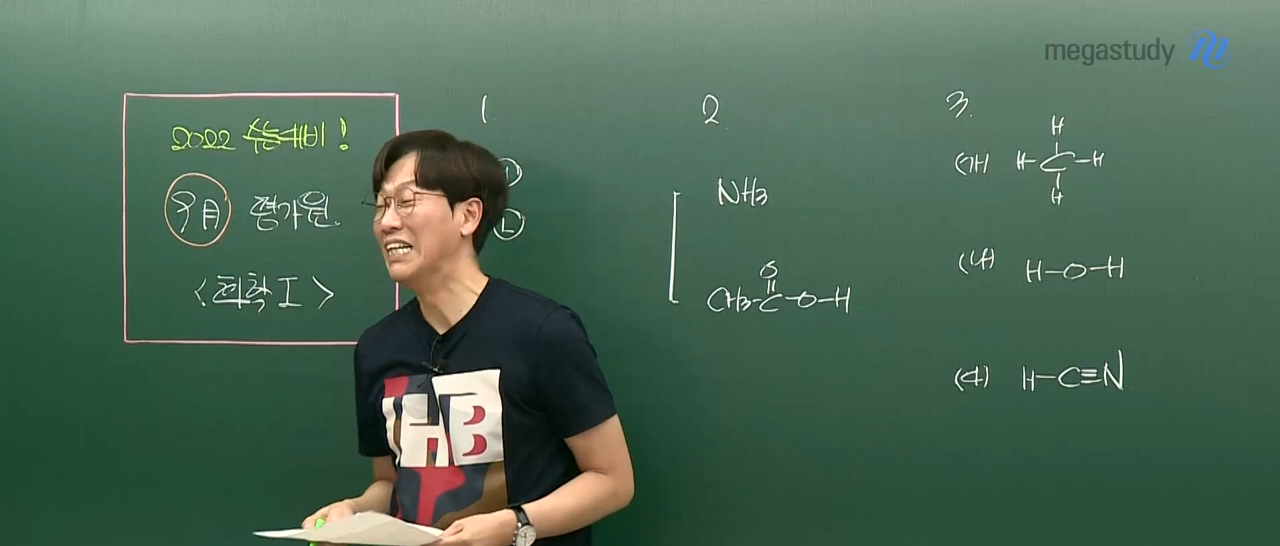 megastudy
2022 수능대비!
9月 평가원.
<화학 I>
1.
ㄱ
ㄴ
2.
NH3
O
CH3-C-O-H
3.
(가)
H
H-C-H
H
(나) H-O-H
(다) H-C≡N
HB